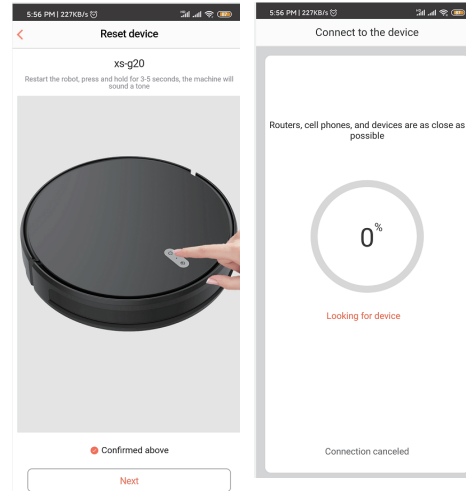 5:56 PM | 227KB/s
Reset device
xs-g20
Restart the robot, press and hold for 3-5 seconds, the machine will
sound a tone
Confirmed above
Next
5:56 PM | 227KB/s
Connect to the device
Routers, cell phones, and devices are as close as
possible
0%
Looking for device
Connection canceled